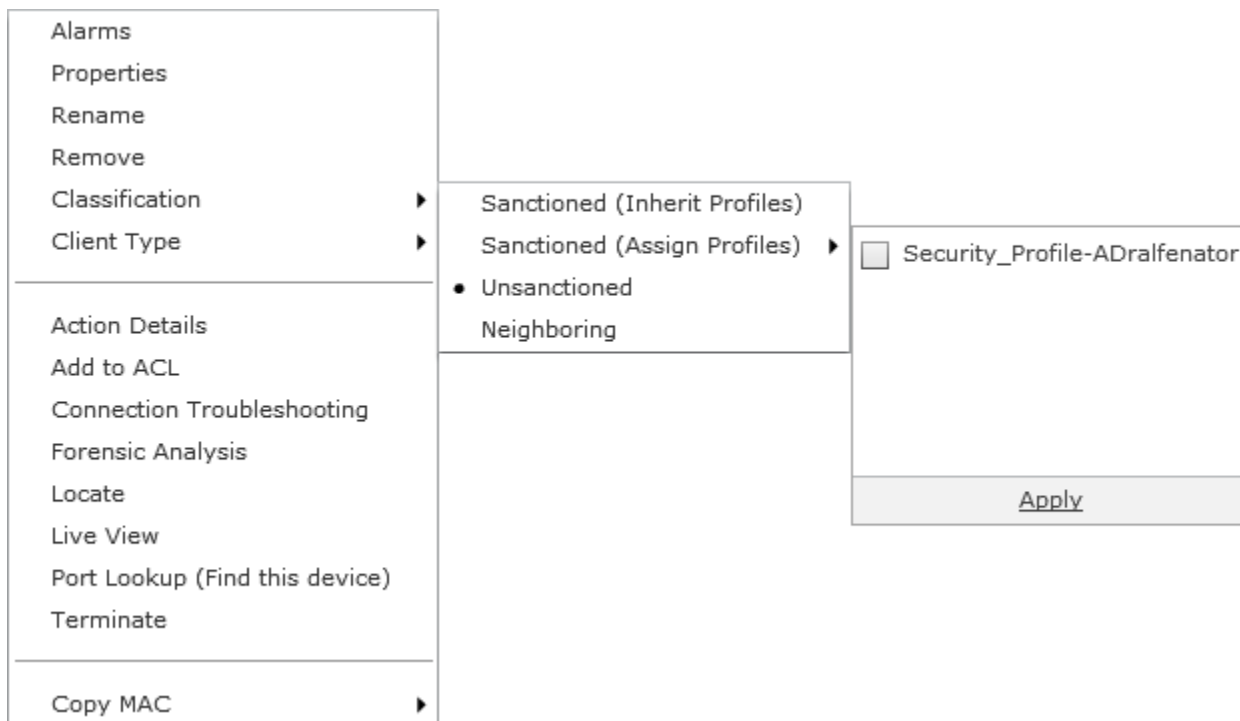 Alarms
Properties
Rename
Remove
Classification
Client Type
Action Details
Add to ACL
Connection Troubleshooting
Forensic Analysis
Locate
Live View
Port Lookup (Find this device)
Terminate
Copy MAC
Sanctioned (Inherit Profiles)
Sanctioned (Assign Profiles)
Unsanctioned
Neighboring
Security_Profile-ADralfenator
Apply